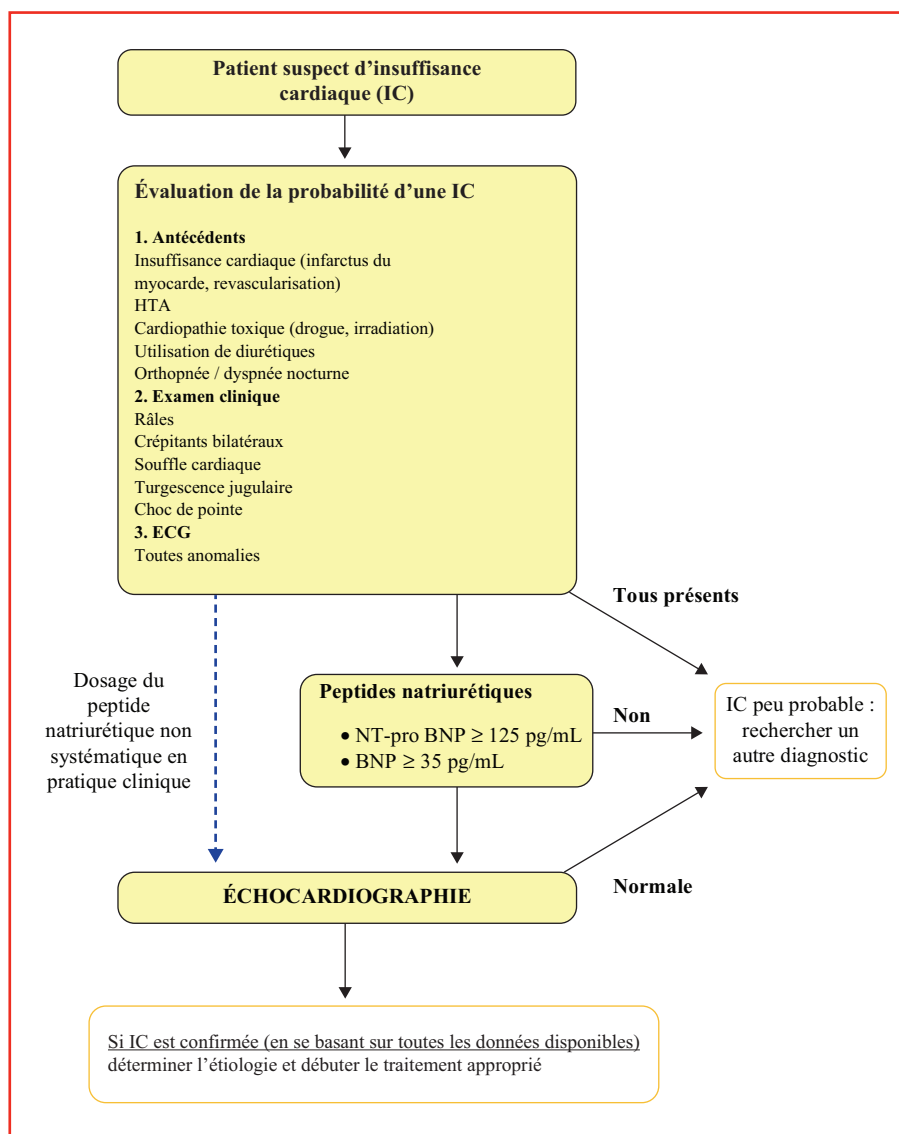 Patient suspect d’insuffisance
cardiaque (IC)
Évaluation de la probabilité d’une IC
1. Antécédents
Insuffisance cardiaque (infarctus du
myocarde, revascularisation)
HTA
Cardiopathie toxique (drogue, irradiation)
Utilisation de diurétiques
Orthopnée / dyspnée nocturne
2. Examen clinique
Râles
Crépitants bilatéraux
Souffle cardiaque
Turgescence jugulaire
Choc de pointe
3. ECG
Toutes anomalies
Tous présents
Dosage du
peptide
natriurétique non
systématique en
pratique clinique
Peptides natriurétiques
• NT-pro BNP ≥ 125 pg/mL
• BNP ≥ 35 pg/mL
Non
IC peu probable :
rechercher un
autre diagnostic
ÉCHOCARDIOGRAPHIE
Normale
Si IC est confirmée (en se basant sur toutes les données disponibles)
déterminer l’étiologie et débuter le traitement approprié